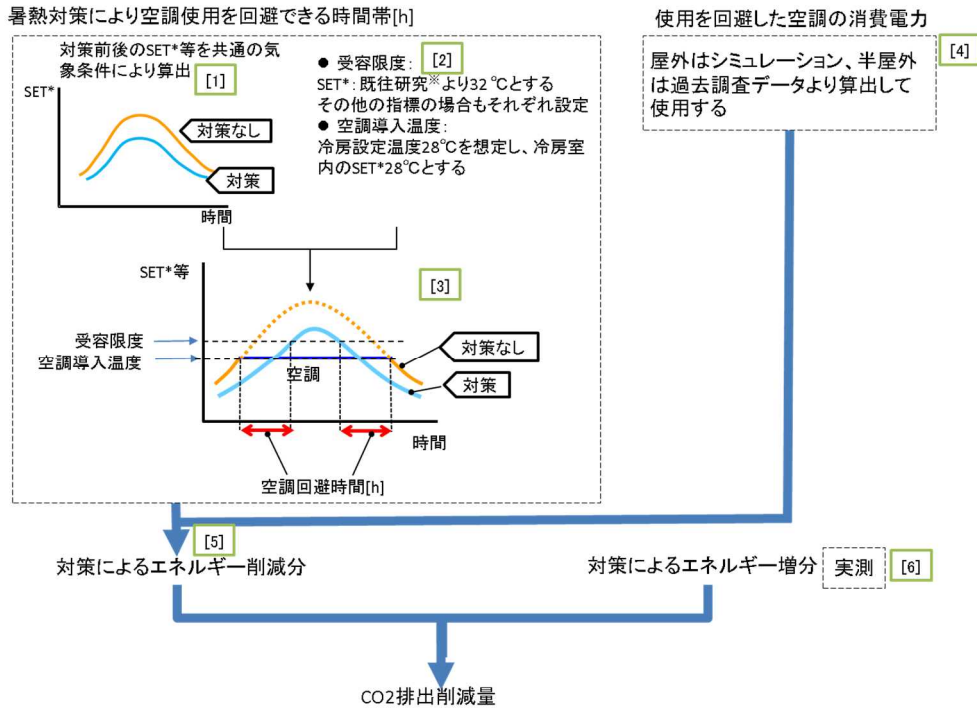 暑熱対策により空調使用を回避できる時間帯[h]
対策前後のSET*等を共通の気
象条件により算出
[1]
SET*
対策なし
対策
時間
[2]
● 受容限度：
SET*：既往研究※より32℃とする
その他の指標の場合もそれぞれ設定
● 空調導入温度：
冷房設定温度28℃を想定し、冷房室
内のSET*28℃とする
SET*等
[3]
受容限度
空調導入温度
空調
対策なし
対策
時間
空調回避時間[h]
使用を回避した空調の消費電力
[4]
屋外はシミュレーション、半屋外
は過去調査データより算出して
使用する
[5]
対策によるエネルギー削減分
対策によるエネルギー増分
実測
[6]
CO2排出削減量